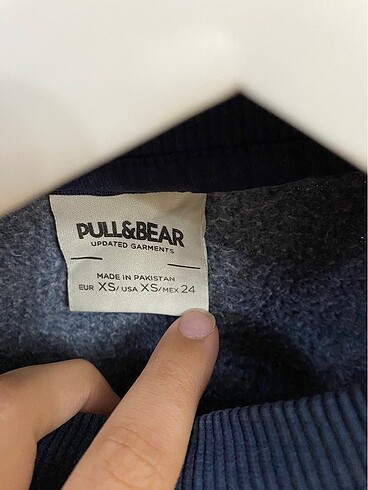 PULL&BEAR
UPDATED GARMENTS
MADE IN PAKISTAN
EUR XS/ USA XS/MEX 24